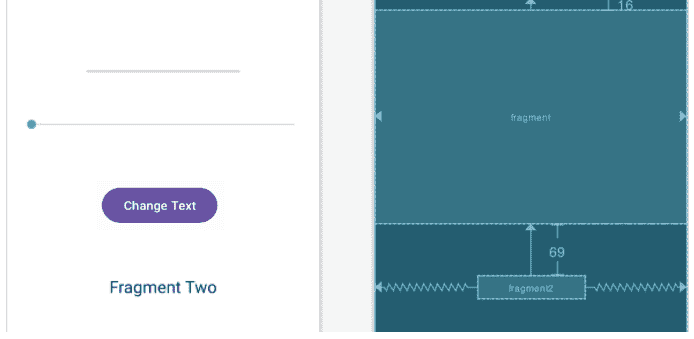 16
fragment
Change Text
69
Fragment Two
fragment2